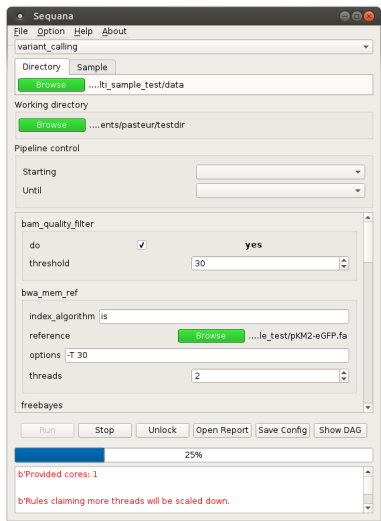 Sequana
File Option Help About
variant_calling
Directory Sample
Browse ....lti_sample_test/data
Working directory
Browse ....ents/pasteur/testdir
Pipeline control
Starting
Until
bam_quality_filter
do yes
threshold 30
bwa_mem_ref
index_algorithm is
reference Browse ....le_test/pKM2-eGFP.fa
options -T 30
threads 2
freebayes
Run Stop Unlock Open Report Save Config Show DAG
25%
b'Provided cores: 1
b'Rules claiming more threads will be scaled down.